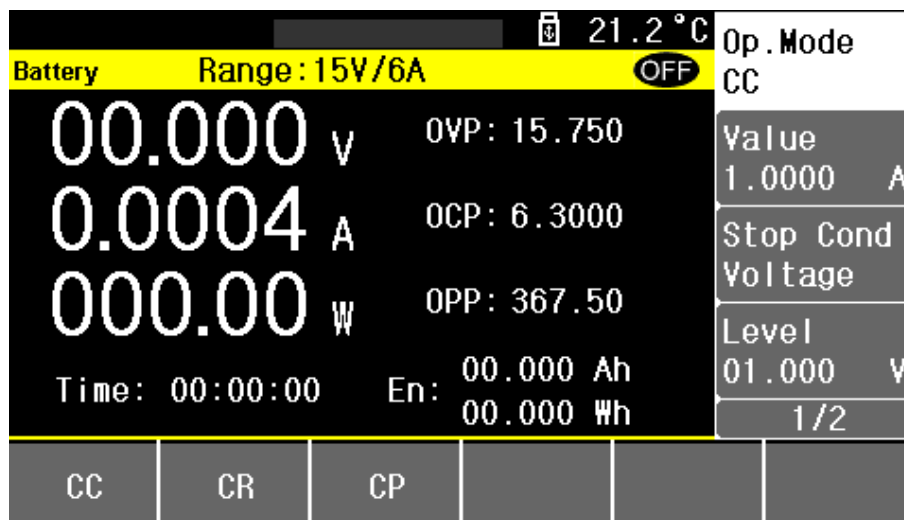 21.2°C
Battery Range:15V/6A OFF
00.000 V OVP: 15.750
0.0004 A OCP: 6.3000
000.00 W OPP: 367.50
Time: 00:00:00 En: 00.000 Ah
00.000 Wh
Op.Mode
CC
Value
1.0000 A
Stop Cond
Voltage
Level
01.000 V
1/2
CC CR CP